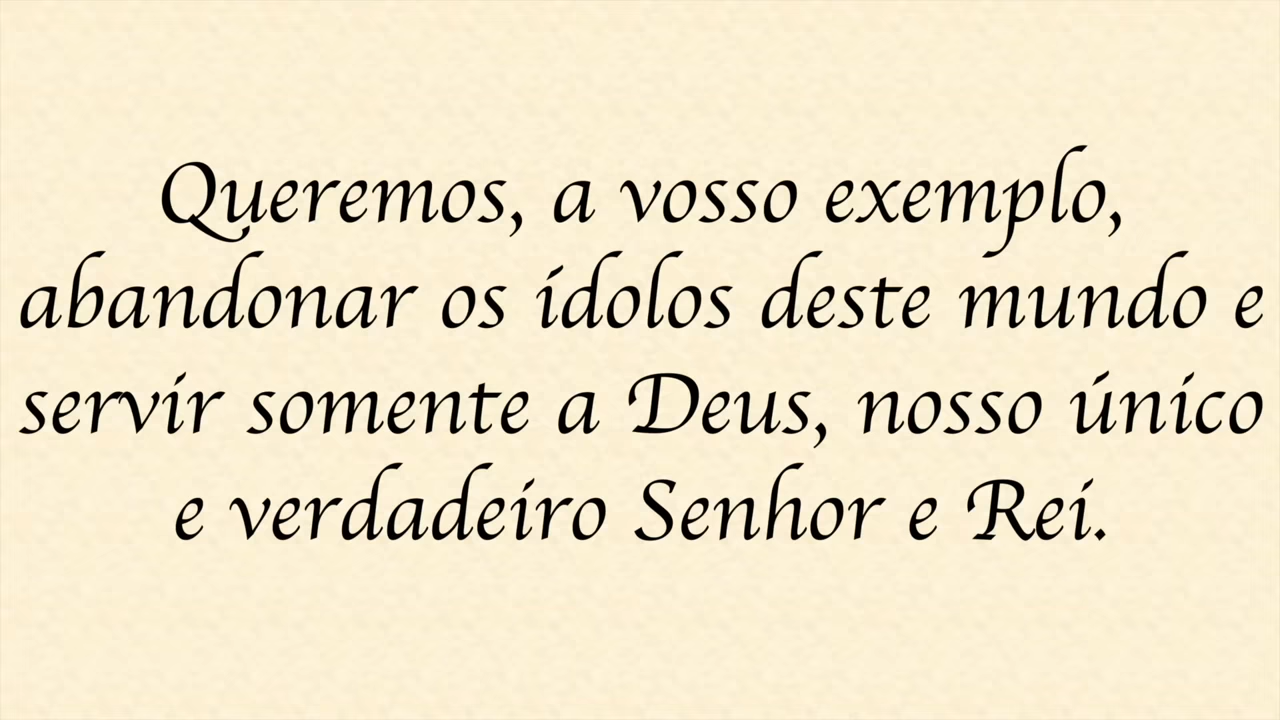 Queremos, a vosso exemplo,
abandonar os ídolos deste mundo e
servir somente a Deus, nosso único
e verdadeiro Senhor e Rei.